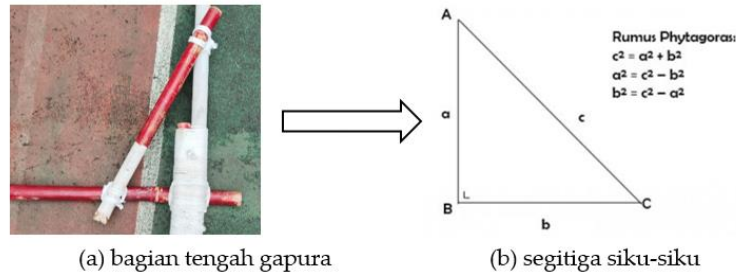 A
a
c
B
C
b
Rumus Phytagoras:
c² = a² + b²
a² = c² – b²
b² = c² – a²
(a) bagian tengah gapura
(b) segitiga siku-siku